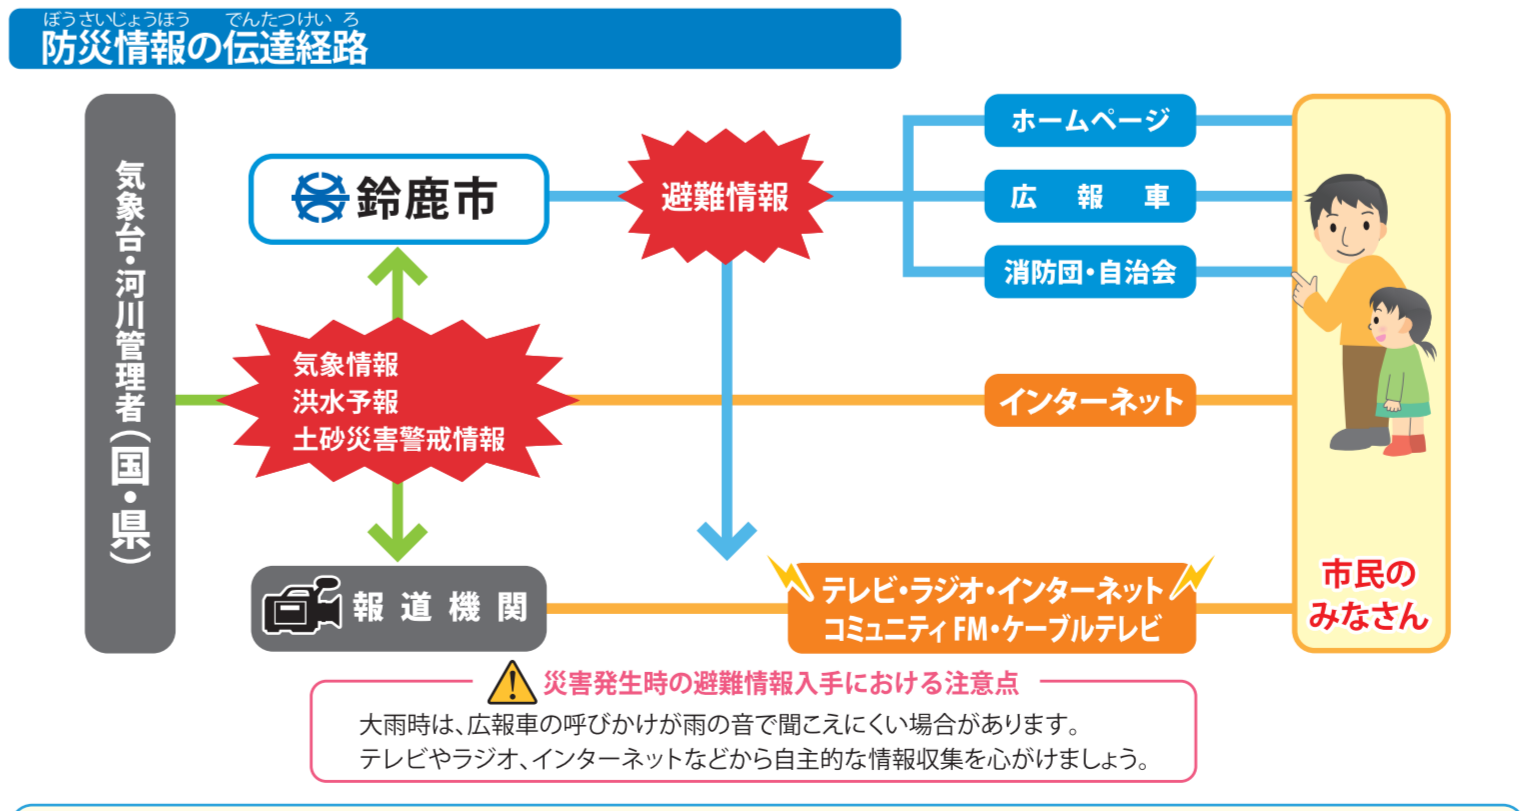 ぼうさいじょうほう でんたつけいろ
防災情報の伝達経路
気象台・河川管理者(国・県)
鈴鹿市
避難情報
ホームページ
広報車
消防団・自治会
気象情報
洪水予報
土砂災害警戒情報
インターネット
報道機関
テレビ・ラジオ・インターネット
コミュニティFM・ケーブルテレビ
市民の
みなさん
災害発生時の避難情報入手における注意点
大雨時は、広報車の呼びかけが雨の音で聞こえにくい場合があります。
テレビやラジオ、インターネットなどから自主的な情報収集を心がけましょう。